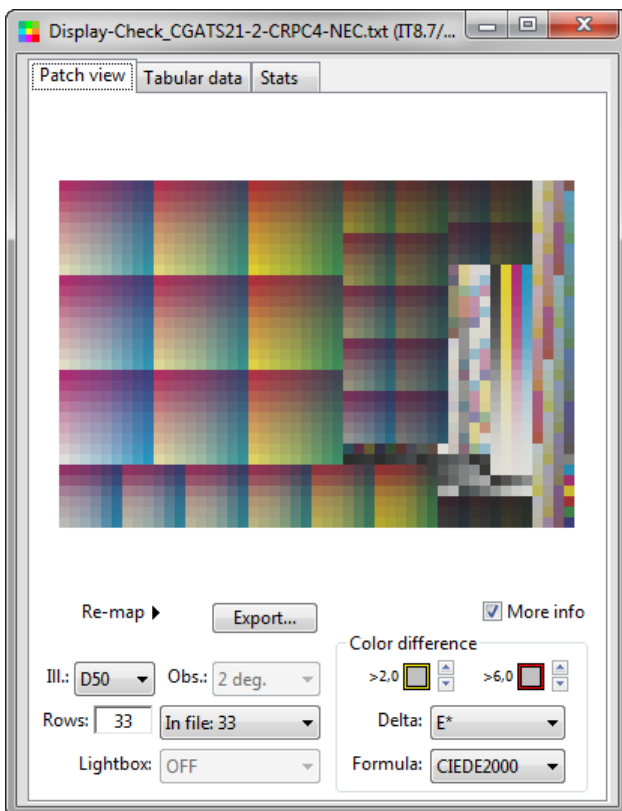 Display-Check_CGATS21-2-CRPC4-NEC.txt (IT8.7/...
Patch view Tabular data Stats
Re-map Export... More info
Color difference
Ill.: D50 Obs.: 2 deg. >2,0 >6,0
Rows: 33 In file: 33 Delta: E*
Lightbox: OFF Formula: CIEDE2000